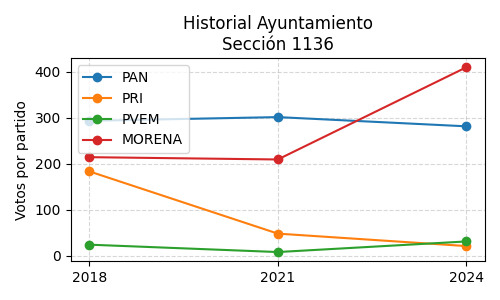 Historial Ayuntamiento
Sección 1136
Votos por partido
400
300
200
100
0
PAN
PRI
PVEM
MORENA
2018
2021
2024